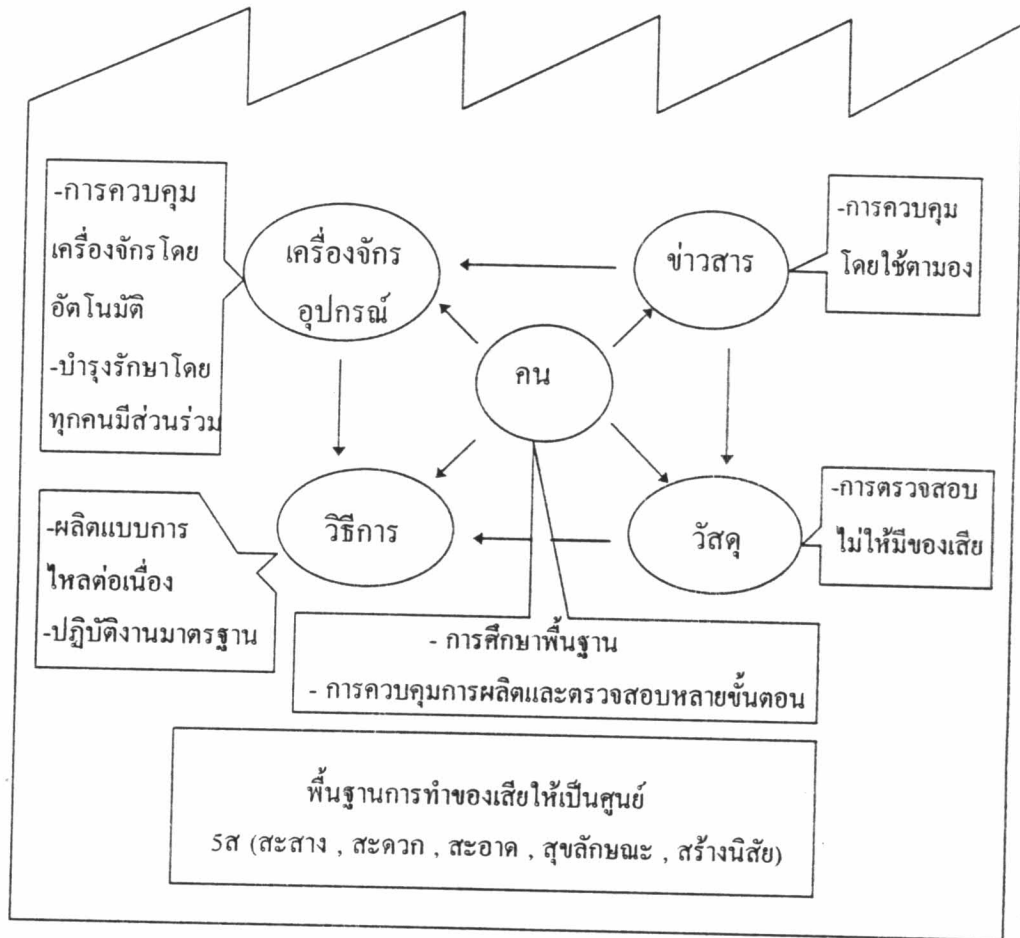 -การควบคุม
เครื่องจักรโดย
อัตโนมัติ
-บำรุงรักษาโดย
ทุกคนมีส่วนร่วม
เครื่องจักร
อุปกรณ์
ข่าวสาร
-การควบคุม
โดยใช้ตามอง
คน
-ผลิตแบบการ
ไหลต่อเนื่อง
-ปฏิบัติงานมาตรฐาน
วิธีการ
วัสดุ
-การตรวจสอบ
ไม่ให้มีของเสีย
- การศึกษาพื้นฐาน
- การควบคุมการผลิตและตรวจสอบหลายขั้นตอน
พื้นฐานการทำของเสียให้เป็นศูนย์
5ส (สะสาง , สะดวก , สะอาด , สุขลักษณะ , สร้างนิสัย)